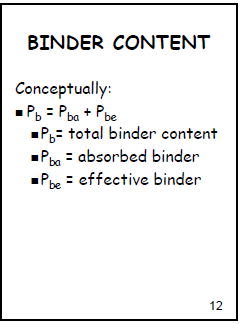 BINDER CONTENT
Conceptually:
▪ Pb = Pba + Pbe
▪ Pb= total binder content
▪ Pba = absorbed binder
▪ Pbe = effective binder
12